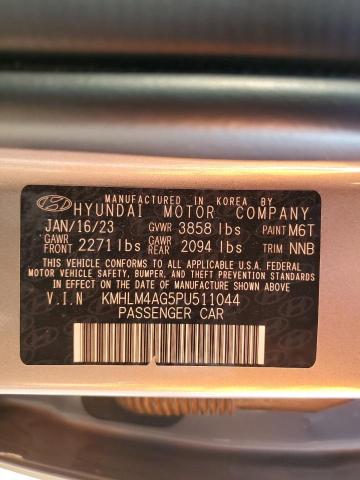 MANUFACTURED IN KOREA BY
HYUNDAI MOTOR COMPANY
JAN/16/23 GVWR 3858 lbs PAINT M6T
GAWR FRONT 2271 lbs GAWR REAR 2094 lbs TRIM NNB
THIS VEHICLE CONFORMS TO ALL APPLICABLE U.S.A. FEDERAL
MOTOR VEHICLE SAFETY, BUMPER, AND THEFT PREVENTION
STANDARDS IN EFFECT ON THE DATE OF MANUFACTURE SHOWN ABOVE
V.I.N KMHLM4AG5PU511044
PASSENGER CAR